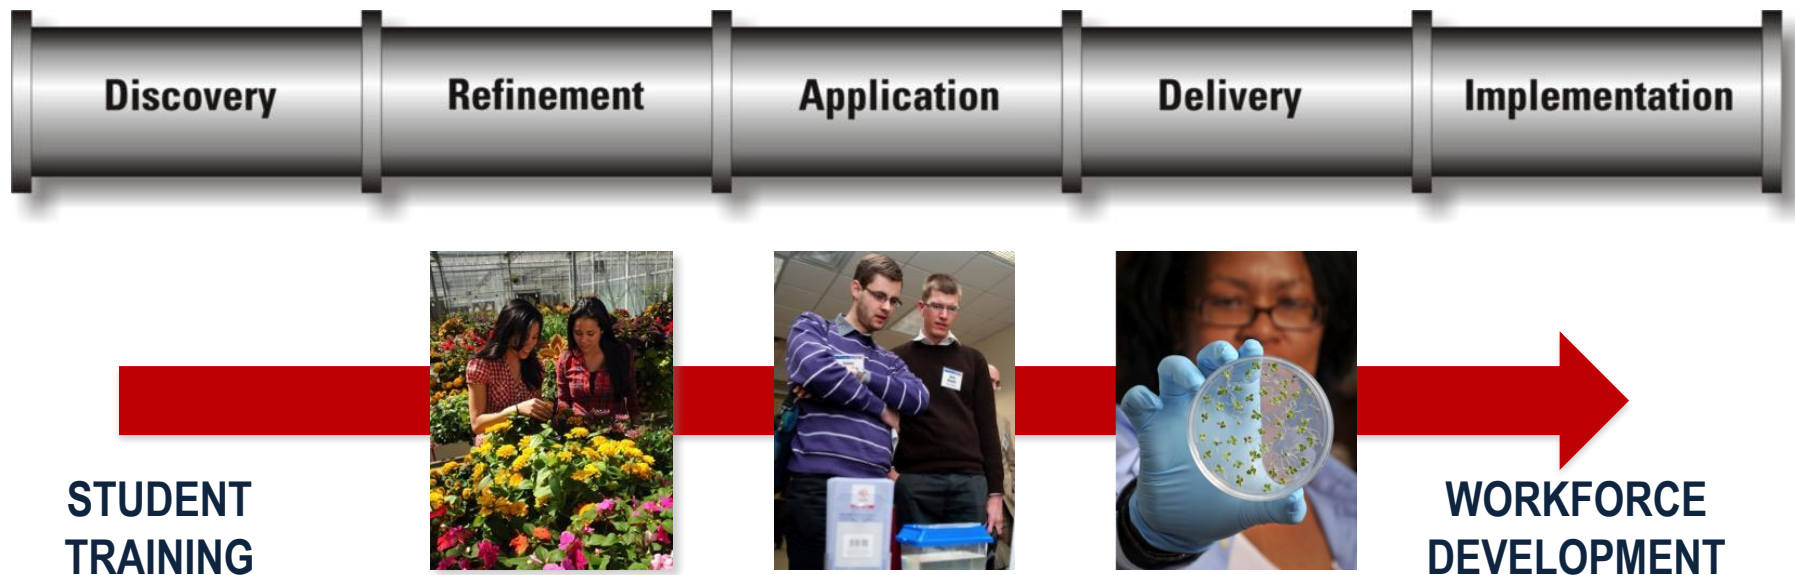 Discovery
Refinement
Application
Delivery
Implementation
STUDENT
TRAINING
WORKFORCE
DEVELOPMENT